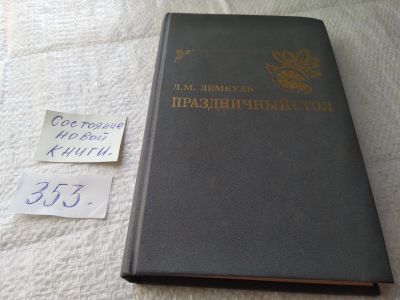 Л.М. ЛЕМКУЛЬ
ПРАЗДНИЧНЫЙ СТОЛ
Состояние
новой
книги.
353.-